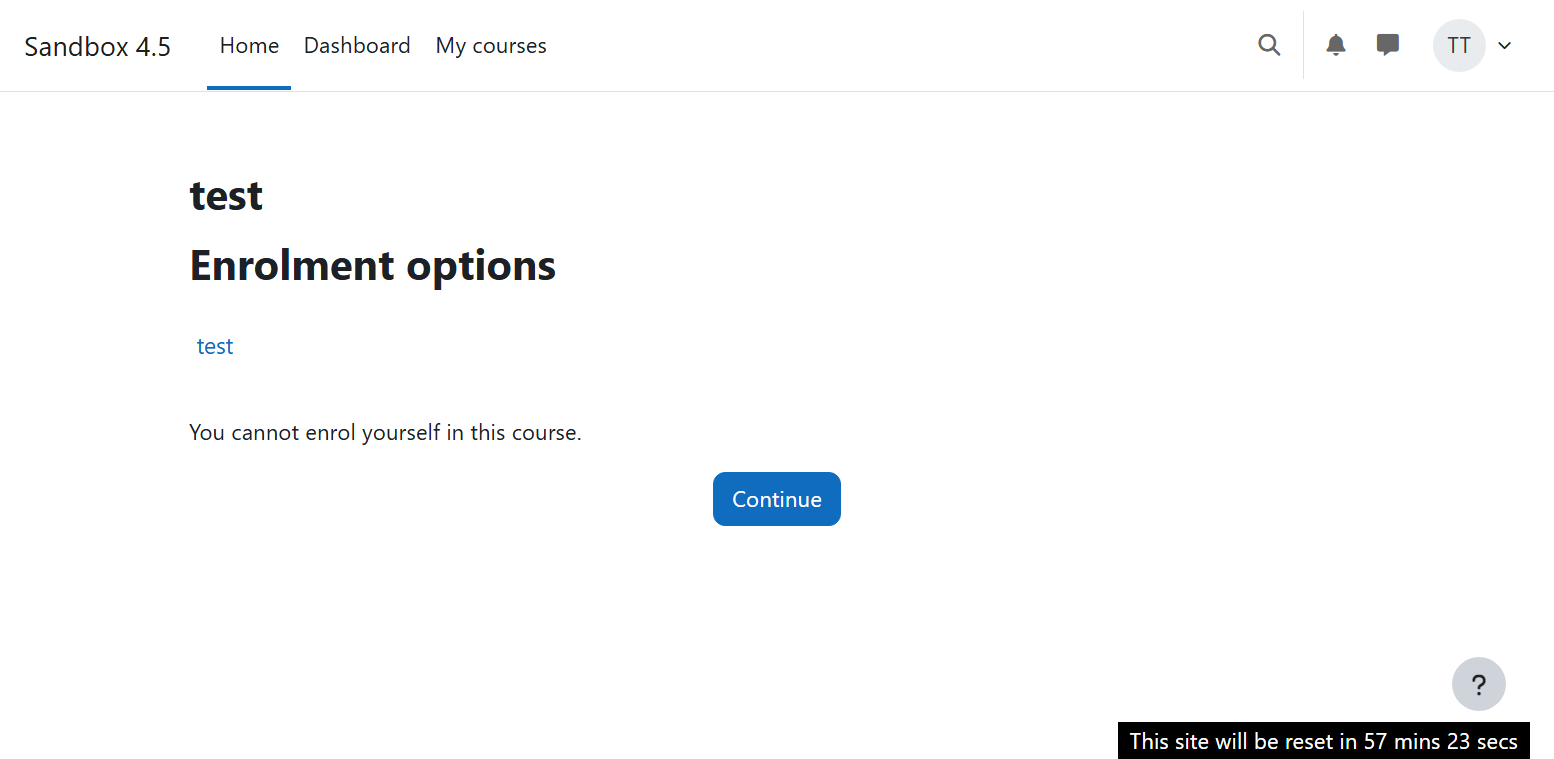 Sandbox 4.5 Home Dashboard My courses TT
test
Enrolment options
test
You cannot enrol yourself in this course.
Continue
?
This site will be reset in 57 mins 23 secs